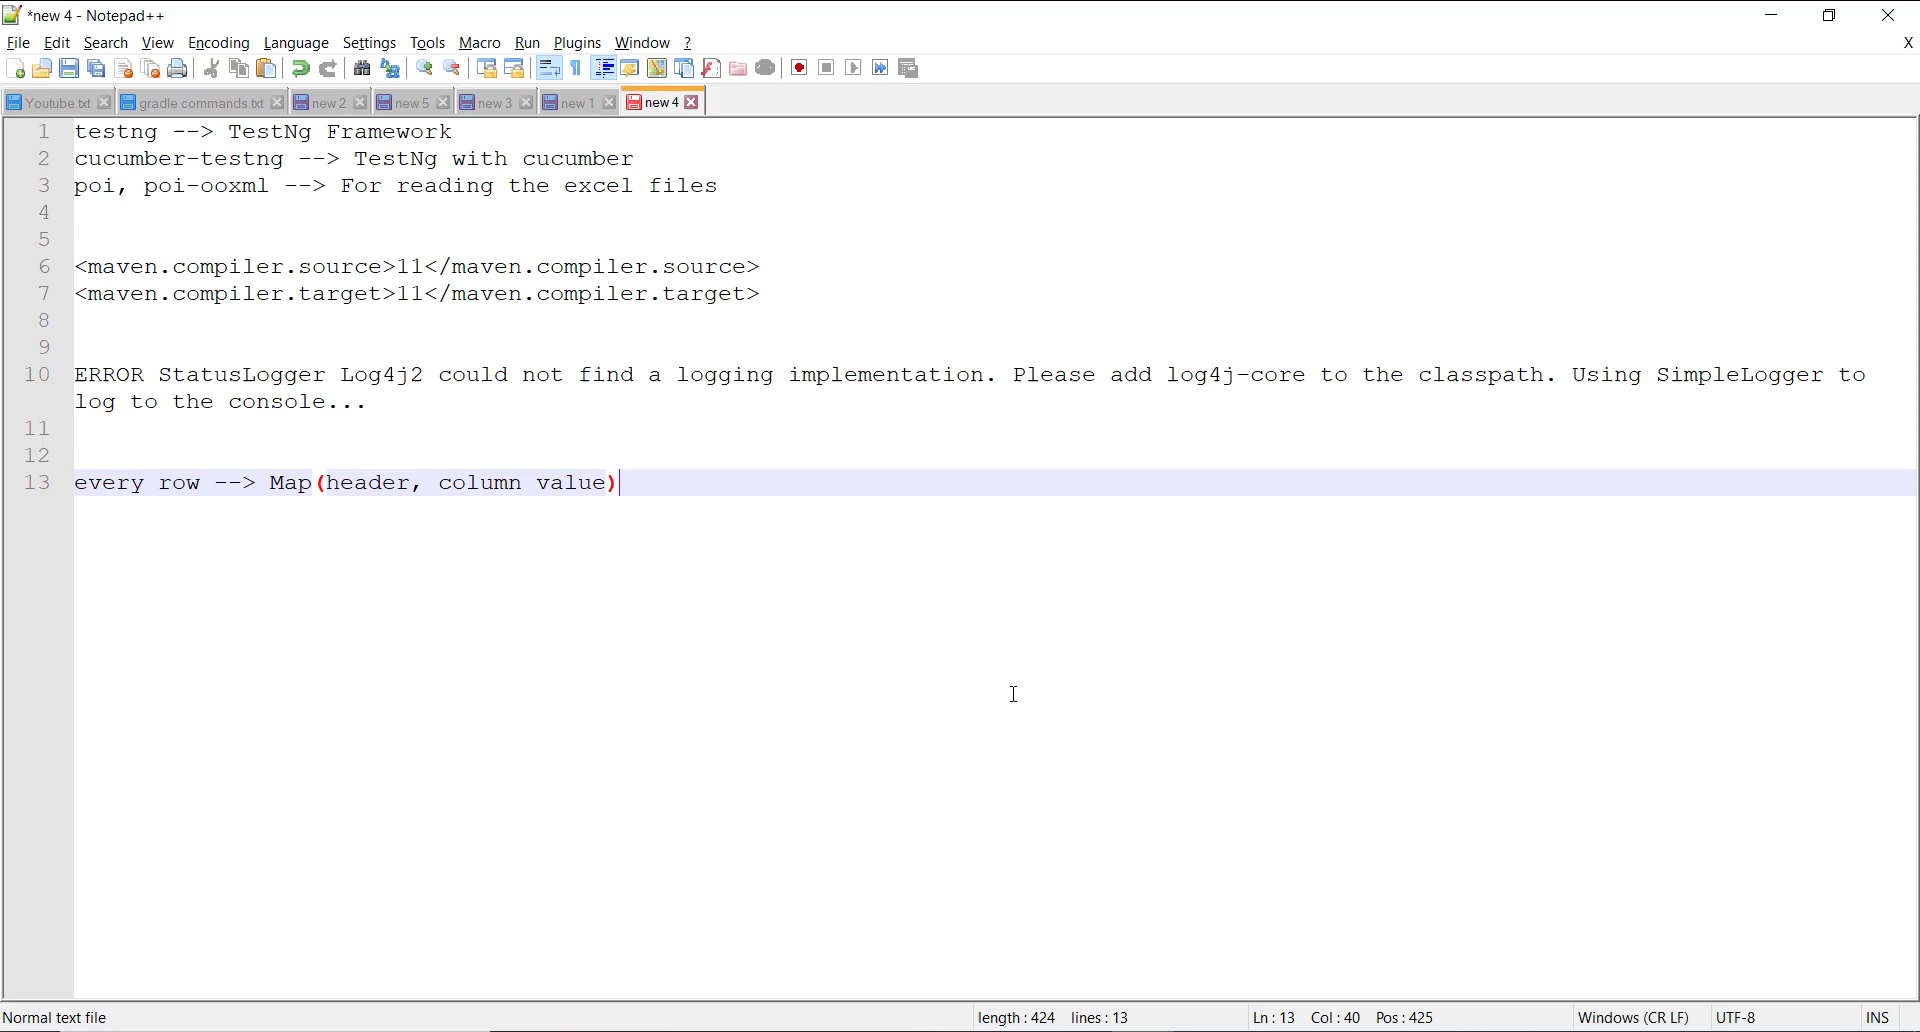 *new 4 - Notepad++
File Edit Search View Encoding Language Settings Tools Macro Run Plugins Window ? X
Youtube.txt gradle commands.txt new 2 new 5 new 3 new 1 new 4
1 testng --> TestNg Framework
2 cucumber-testng --> TestNg with cucumber
3 poi, poi-ooxml --> For reading the excel files
4
5
6 <maven.compiler.source>11</maven.compiler.source>
7 <maven.compiler.target>11</maven.compiler.target>
8
9
10 ERROR StatusLogger Log4j2 could not find a logging implementation. Please add log4j-core to the classpath. Using SimpleLogger to
log to the console...
11
12
13 every row --> Map(header, column value)
Normal text file length : 424 lines : 13 Ln : 13 Col : 40 Pos : 425 Windows (CR LF) UTF-8 INS